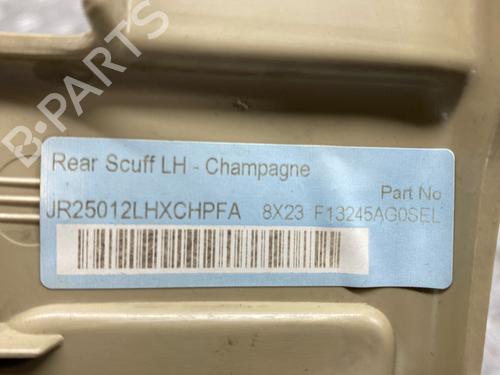 B-PARTS
Rear Scuff LH - Champagne
Part No
JR25012LHXCHPFA 8X23 F13245AG0SEL